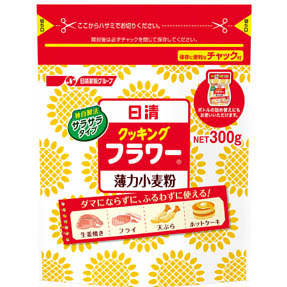 ここからハサミでお切りください。
開封後は必ずチャックを閉じて保存してください。
保存に便利なチャック付
日清製粉グループ
独自製法
サラサラ
タイプ
日清
クッキング
フラワー®
薄力小麦粉
ボトルの詰め替えにも
お使いいただけます。
NET 300g
ダマにならずに、ふるわずに使える!
生姜焼き
フライ
天ぷら
ホットケーキ